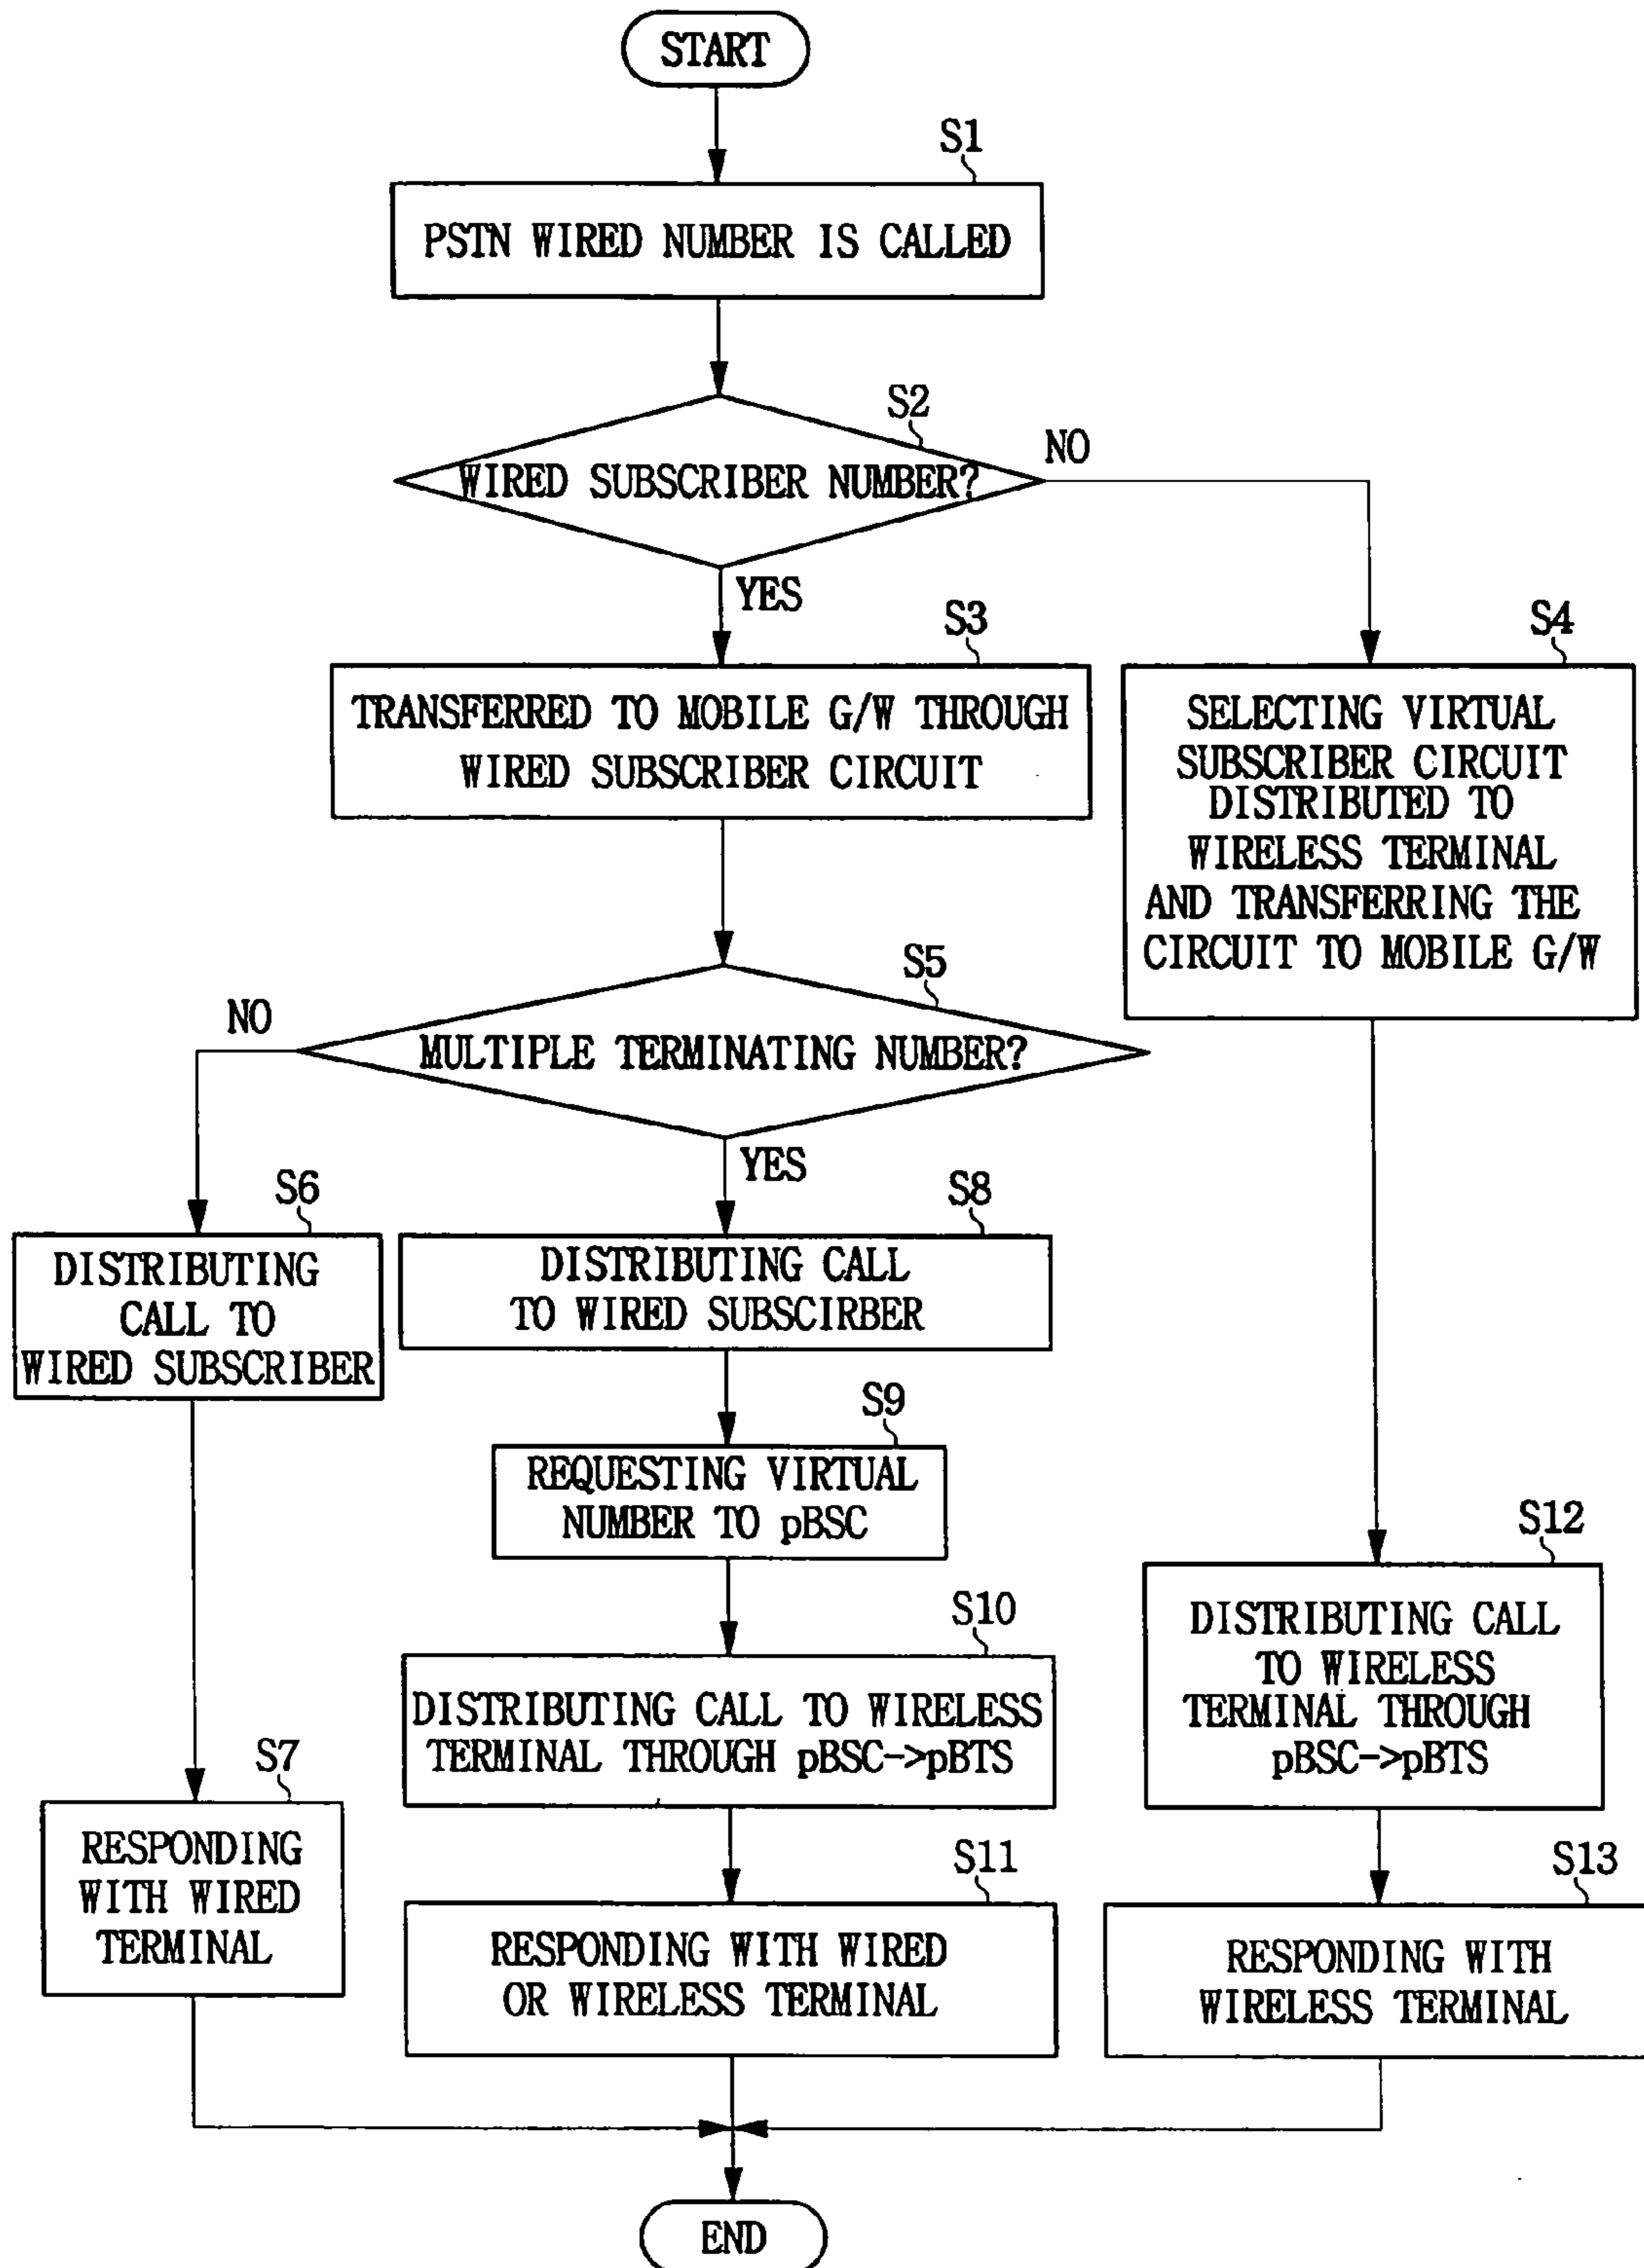 START
S1
PSTN WIRED NUMBER IS CALLED
S2
WIRED SUBSCRIBER NUMBER?
NO
YES
S3
TRANSFERRED TO MOBILE G/W THROUGH
WIRED SUBSCRIBER CIRCUIT
S4
SELECTING VIRTUAL
SUBSCRIBER CIRCUIT
DISTRIBUTED TO
WIRELESS TERMINAL
AND TRANSFERRING THE
CIRCUIT TO MOBILE G/W
S5
MULTIPLE TERMINATING NUMBER?
NO
YES
S6
DISTRIBUTING
CALL TO
WIRED SUBSCRIBER
S8
DISTRIBUTING CALL
TO WIRED SUBSCIRBER
S9
REQUESTING VIRTUAL
NUMBER TO pBSC
S10
DISTRIBUTING CALL TO WIRELESS
TERMINAL THROUGH pBSC->pBTS
S12
DISTRIBUTING CALL
TO WIRELESS
TERMINAL THROUGH
pBSC->pBTS
S7
RESPONDING
WITH WIRED
TERMINAL
S11
RESPONDING WITH WIRED
OR WIRELESS TERMINAL
S13
RESPONDING WITH
WIRELESS TERMINAL
END